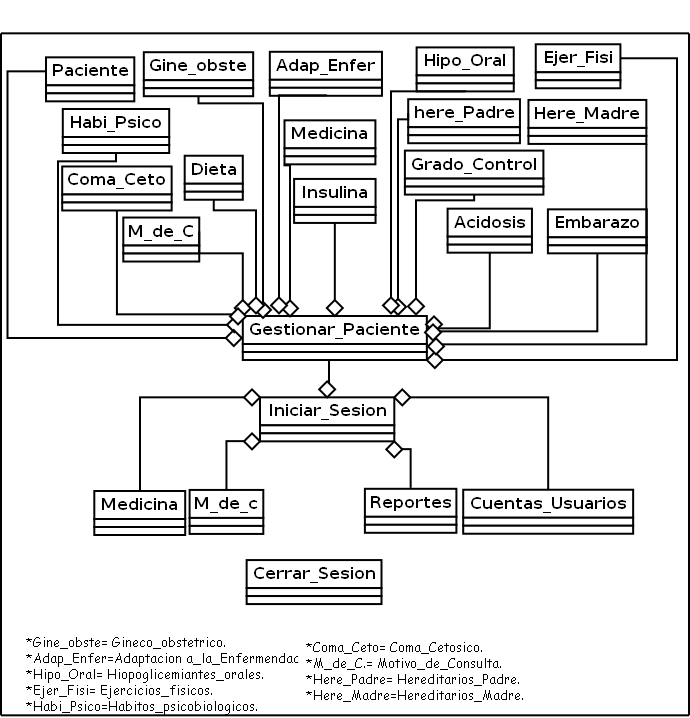 Paciente
Gine_obste
Adap_Enfer
Hipo_Oral
Ejer_Fisi
Habi_Psico
Medicina
here_Padre
Here_Madre
Coma_Ceto
Dieta
Insulina
Grado_Control
M_de_C
Acidosis
Embarazo
Gestionar_Paciente
Iniciar_Sesion
Medicina
M_de_c
Reportes
Cuentas_Usuarios
Cerrar_Sesion
*Gine_obste= Gineco_obstetrico.
*Adap_Enfer=Adaptacion a_la_Enfermendac
*Hipo_Oral= Hiopoglicemiantes_orales.
*Ejer_Fisi= Ejercicios_fisicos.
*Habi_Psico=Habitos_psicobiologicos.
*Coma_Ceto= Coma_Cetosico.
*M_de_C.= Motivo_de_Consulta.
*Here_Padre= Hereditarios_Padre.
*Here_Madre=Hereditarios_Madre.